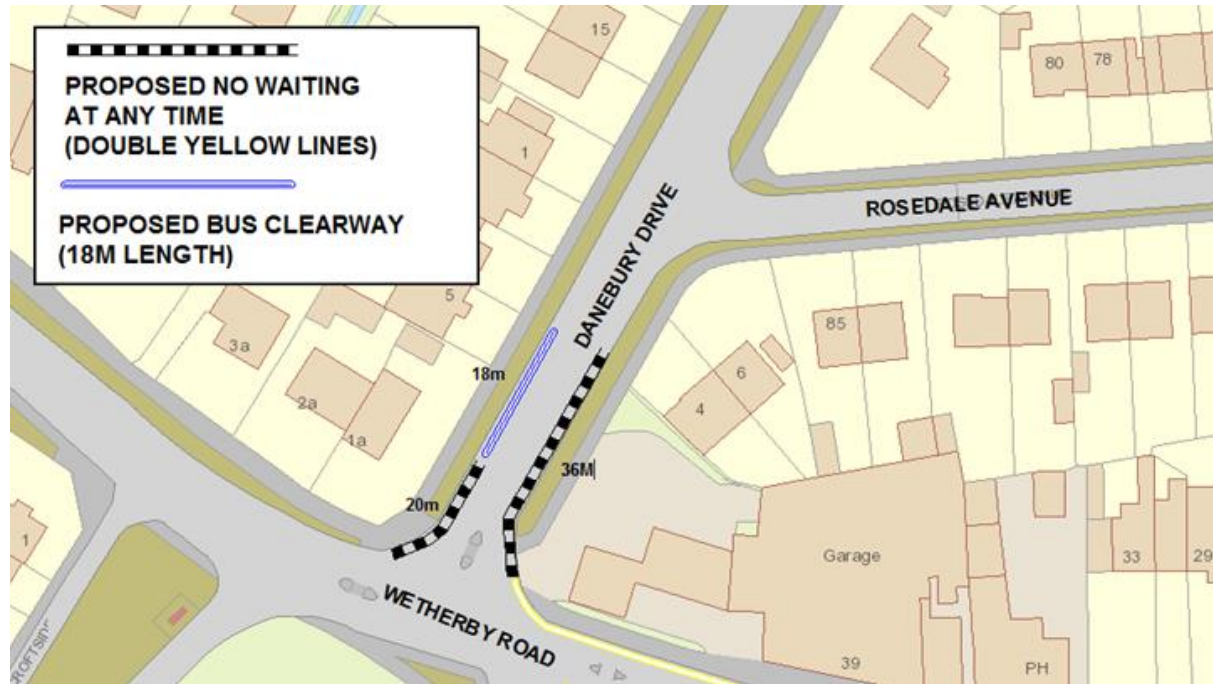 PROPOSED NO WAITING
AT ANY TIME
(DOUBLE YELLOW LINES)
PROPOSED BUS CLEARWAY
(18M LENGTH)
15
1
80
78
ROSEDALE AVENUE
DANEBURY DRIVE
5
3a
2a
1a
18m
20m
36M
85
6
4
1
Garage
33
29
WETHERBY ROAD
CROFTSIDE
39
PH